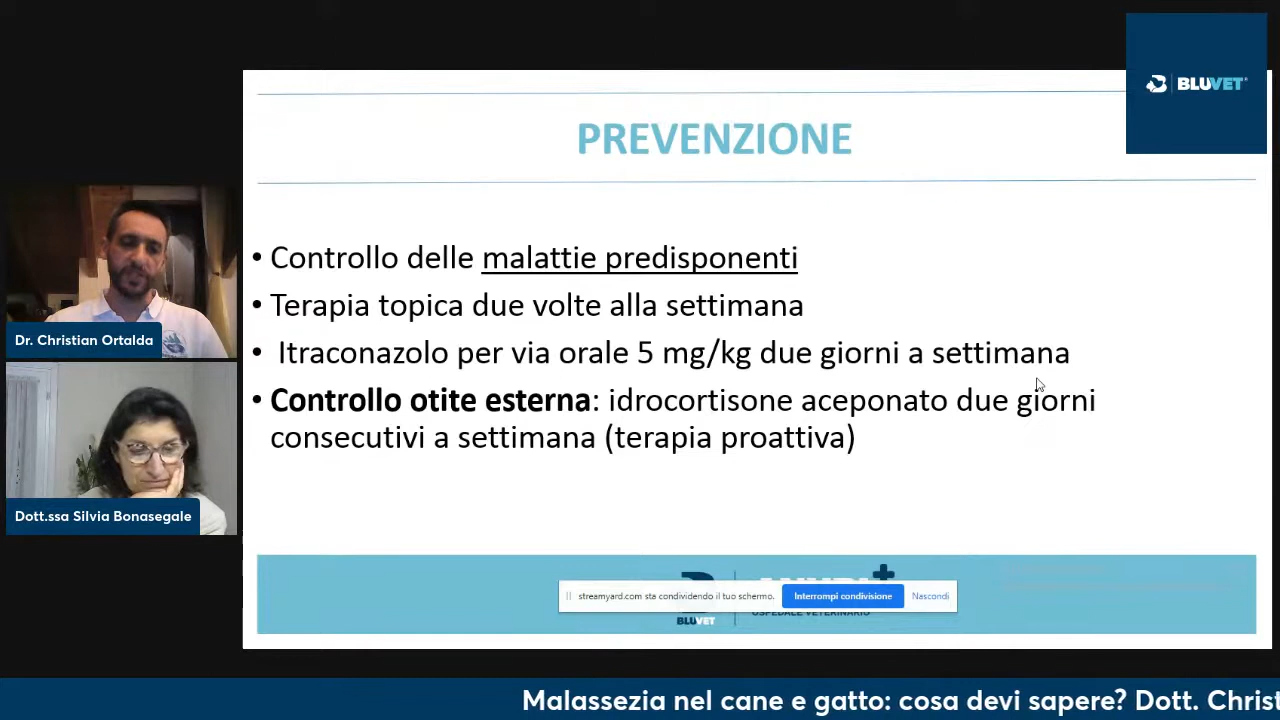 BLUVET
PREVENZIONE
• Controllo delle malattie predisponenti
• Terapia topica due volte alla settimana
• Itraconazolo per via orale 5 mg/kg due giorni a settimana
• Controllo otite esterna: idrocortisone aceponato due giorni
consecutivi a settimana (terapia proattiva)
Dr. Christian Ortalda
Dott.ssa Silvia Bonasegale
streamyard.com sta condividendo il tuo schermo.
Interrompi condivisione
Nascondi
BLUVET
OSPEDALE VETERINARIO
Malassezia nel cane e gatto: cosa devi sapere? Dott. Christ